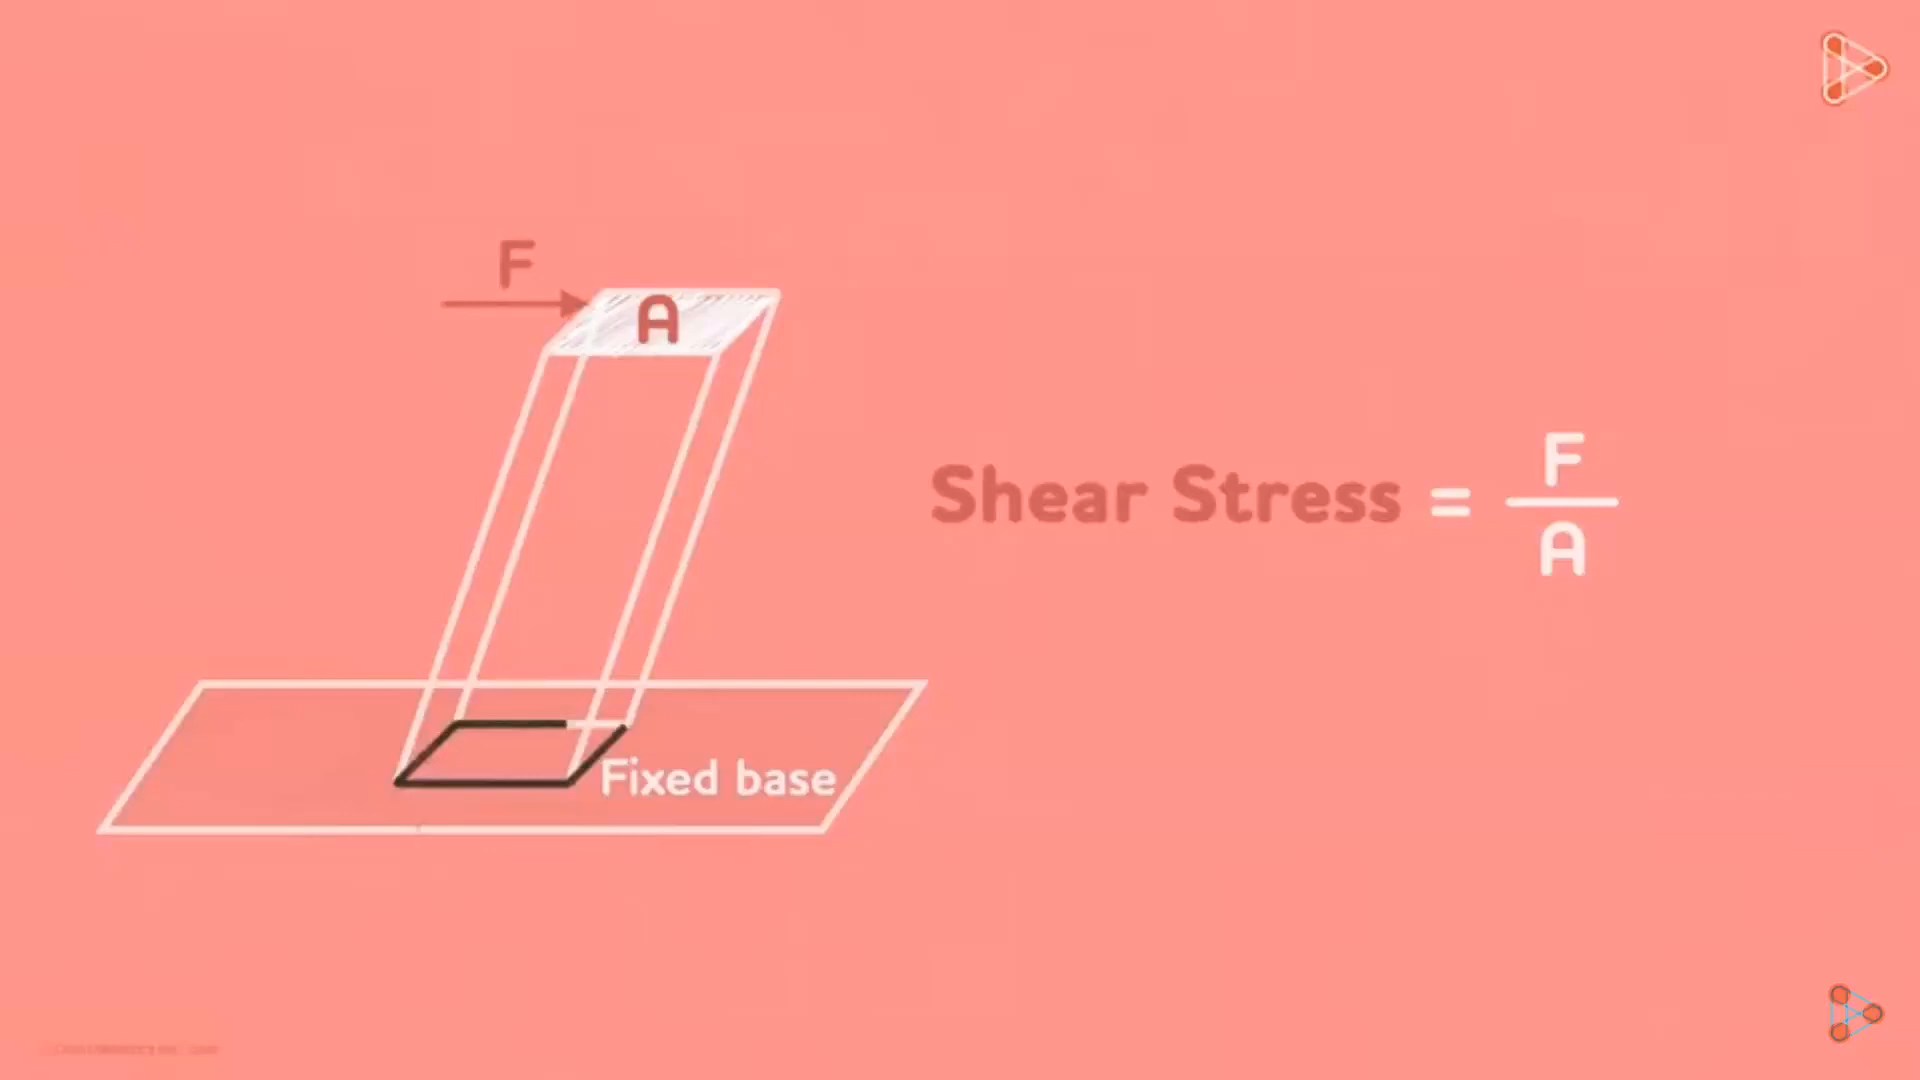 F
A
Shear Stress = F
A
Fixed base